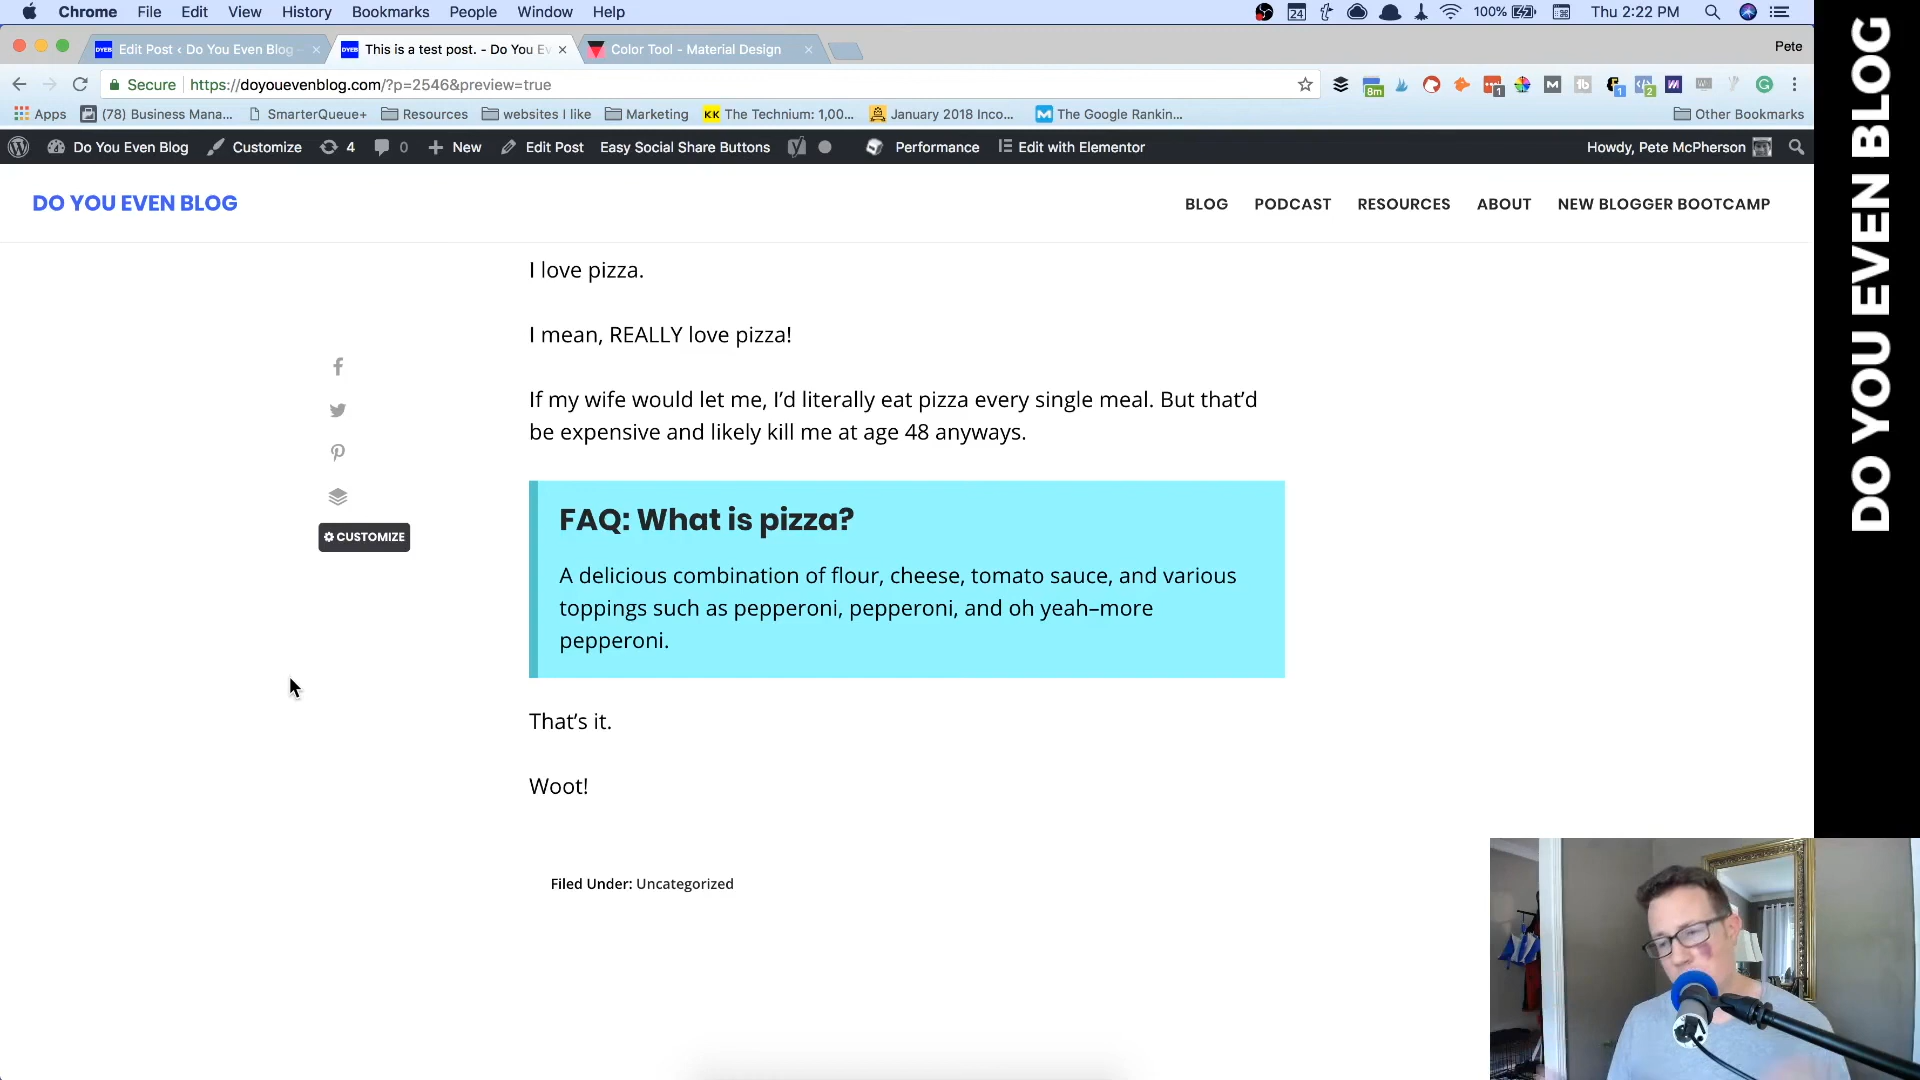 Chrome File Edit View History Bookmarks People Window Help
24 100% Thu 2:22 PM
Edit Post ‹ Do You Even Blog
This is a test post. - Do You Ev
Color Tool - Material Design
Pete
Secure https://doyouevenblog.com/?p=2546&preview=true
8m 1 M 1 2
Apps (78) Business Mana... SmarterQueue+ Resources websites I like Marketing KK The Technium: 1,00... January 2018 Inco... M The Google Rankin... Other Bookmarks
Do You Even Blog Customize 4 0 New Edit Post Easy Social Share Buttons Performance Edit with Elementor Howdy, Pete McPherson
DO YOU EVEN BLOG
BLOG PODCAST RESOURCES ABOUT NEW BLOGGER BOOTCAMP
I love pizza.
I mean, REALLY love pizza!
If my wife would let me, I’d literally eat pizza every single meal. But that’d
be expensive and likely kill me at age 48 anyways.
CUSTOMIZE
FAQ: What is pizza?
A delicious combination of flour, cheese, tomato sauce, and various
toppings such as pepperoni, pepperoni, and oh yeah–more
pepperoni.
That’s it.
Woot!
Filed Under: Uncategorized
DO YOU EVEN BLOG